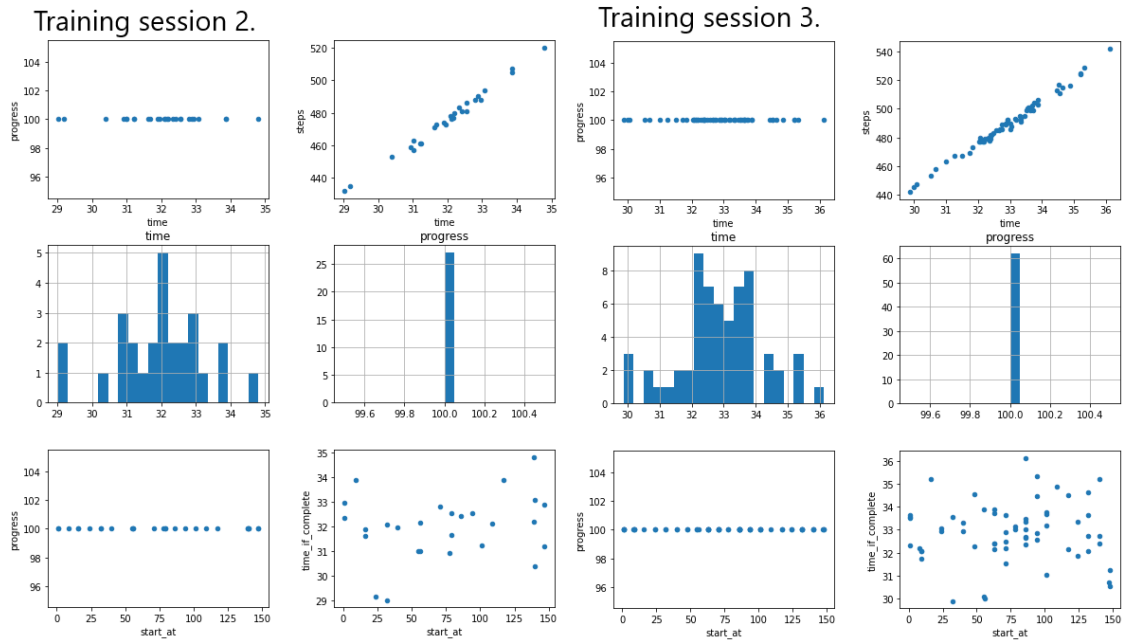 Training session 2.
Training session 3.
progress
104
102
100
98
96
29 30 31 32 33 34 35
time
steps
520
500
480
460
440
29 30 31 32 33 34 35
time
progress
104
102
100
98
96
30 31 32 33 34 35 36
time
steps
540
520
500
480
460
440
30 31 32 33 34 35 36
time
time
5
4
3
2
1
0
29 30 31 32 33 34 35
progress
25
20
15
10
5
0
99.6 99.8 100.0 100.2 100.4
time
8
6
4
2
0
30 31 32 33 34 35 36
progress
60
50
40
30
20
10
0
99.6 99.8 100.0 100.2 100.4
progress
104
102
100
98
96
0 25 50 75 100 125 150
start_at
time_if_complete
35
34
33
32
31
30
29
0 25 50 75 100 125 150
start_at
progress
104
102
100
98
96
0 25 50 75 100 125 150
start_at
time_if_complete
36
35
34
33
32
31
30
0 25 50 75 100 125 150
start_at